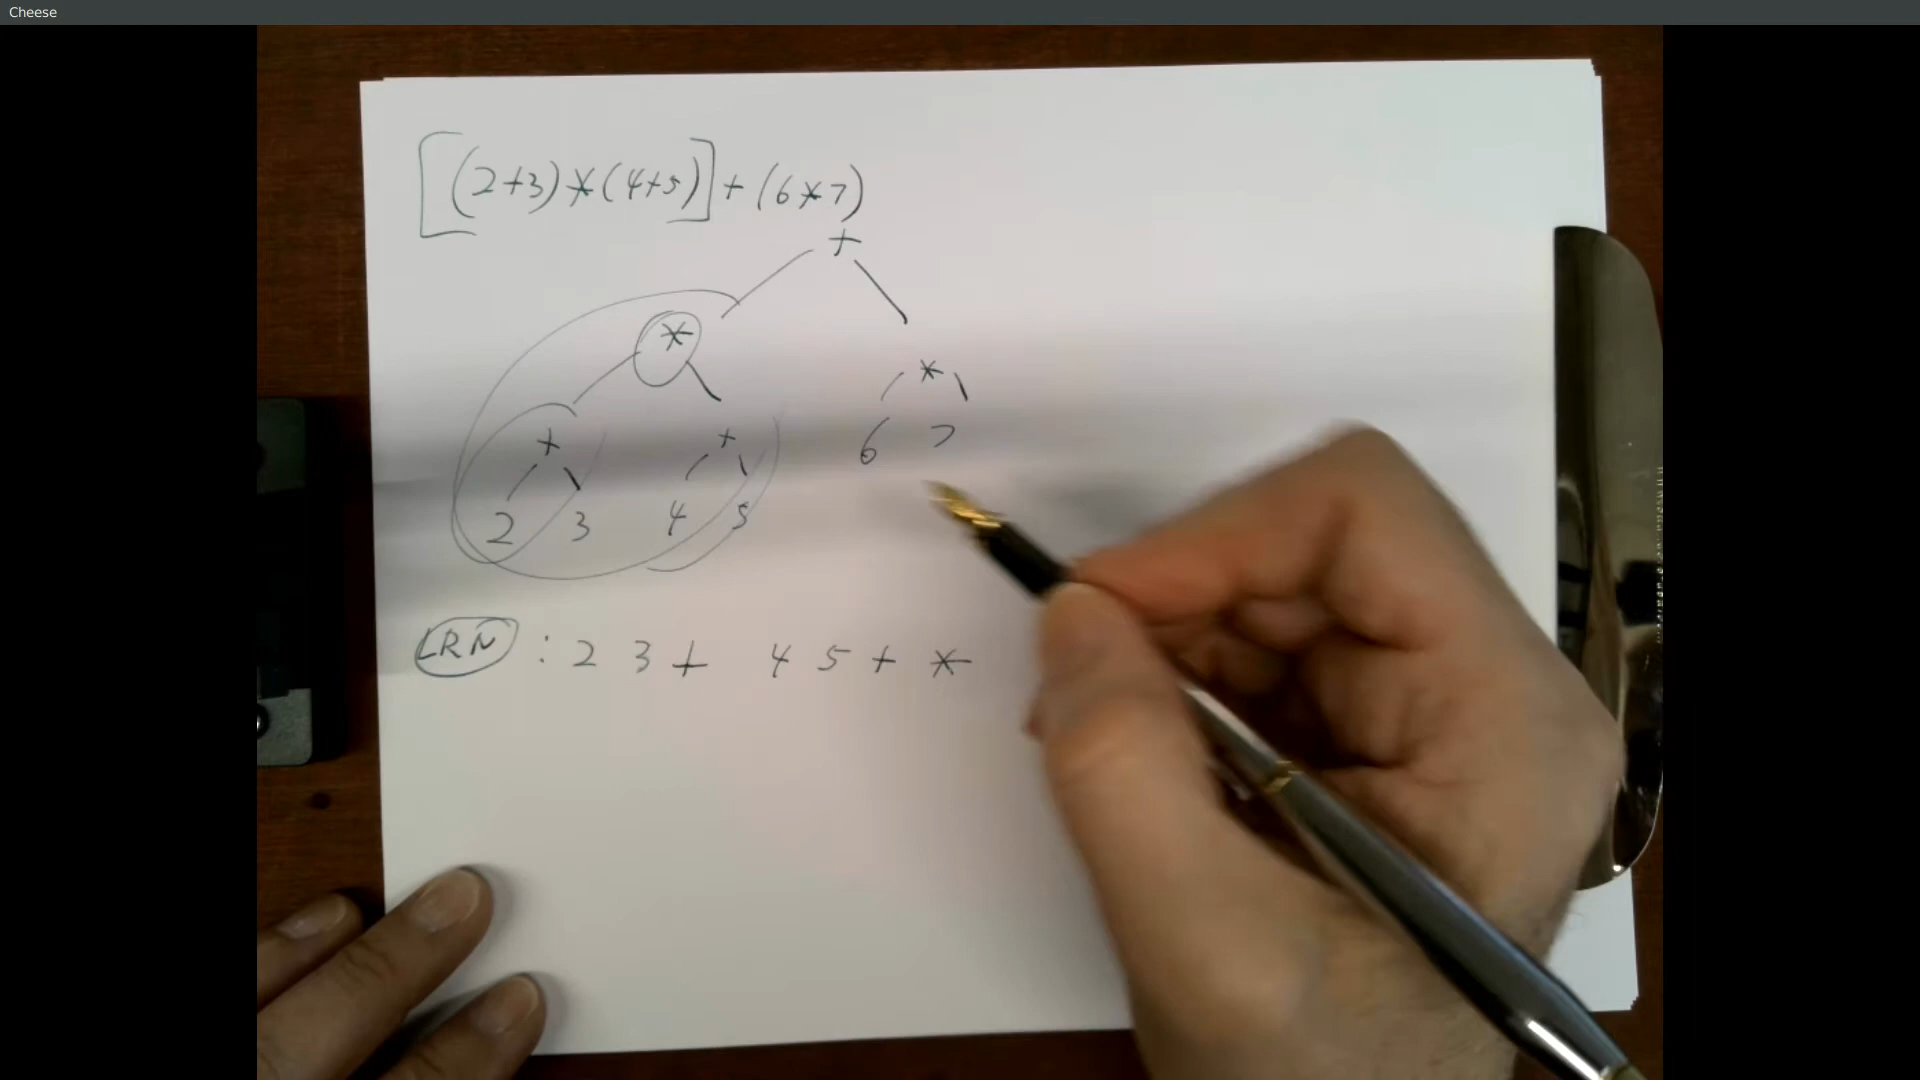 Cheese
[(2+3)*(4+5)]+(6*7)
+
* *
+ + 6 7
2 3 4 5
LRN : 2 3 + 4 5 + *